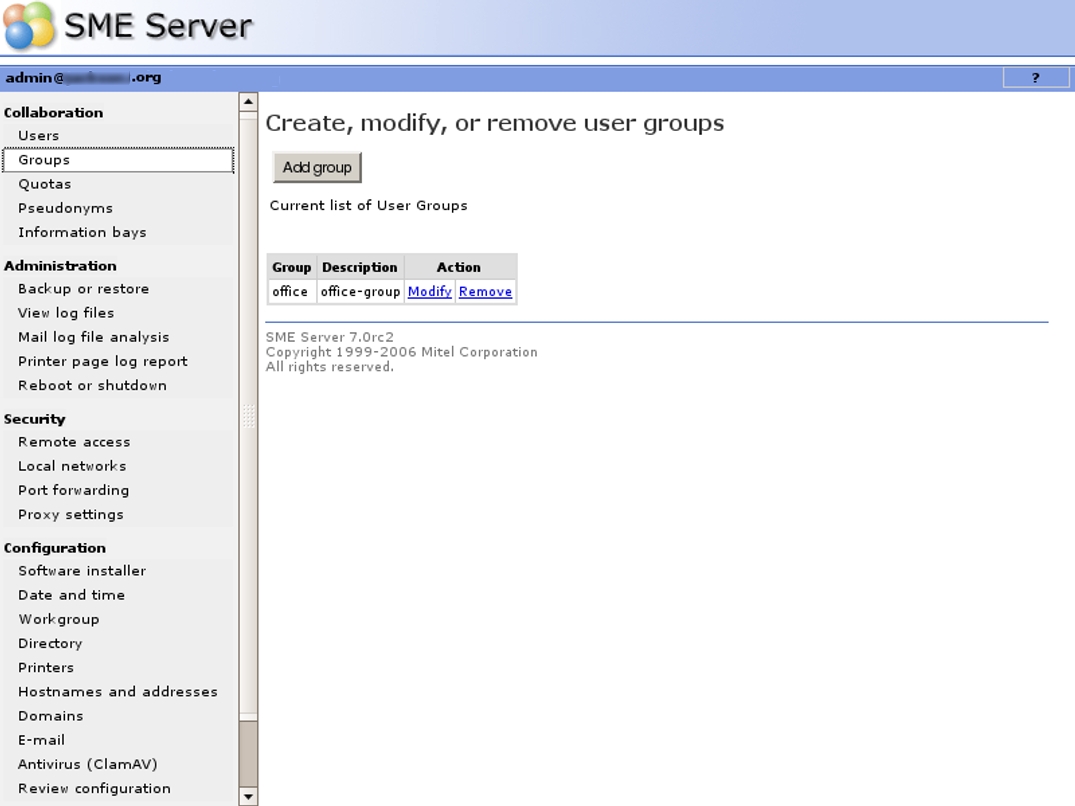 SME Server
admin@ .org
?
Collaboration
Users
Groups
Quotas
Pseudonyms
Information bays
Administration
Backup or restore
View log files
Mail log file analysis
Printer page log report
Reboot or shutdown
Security
Remote access
Local networks
Port forwarding
Proxy settings
Configuration
Software installer
Date and time
Workgroup
Directory
Printers
Hostnames and addresses
Domains
E-mail
Antivirus (ClamAV)
Review configuration
Create, modify, or remove user groups
Add group
Current list of User Groups
Group Description Action
office office-group Modify Remove
SME Server 7.0rc2
Copyright 1999-2006 Mitel Corporation
All rights reserved.